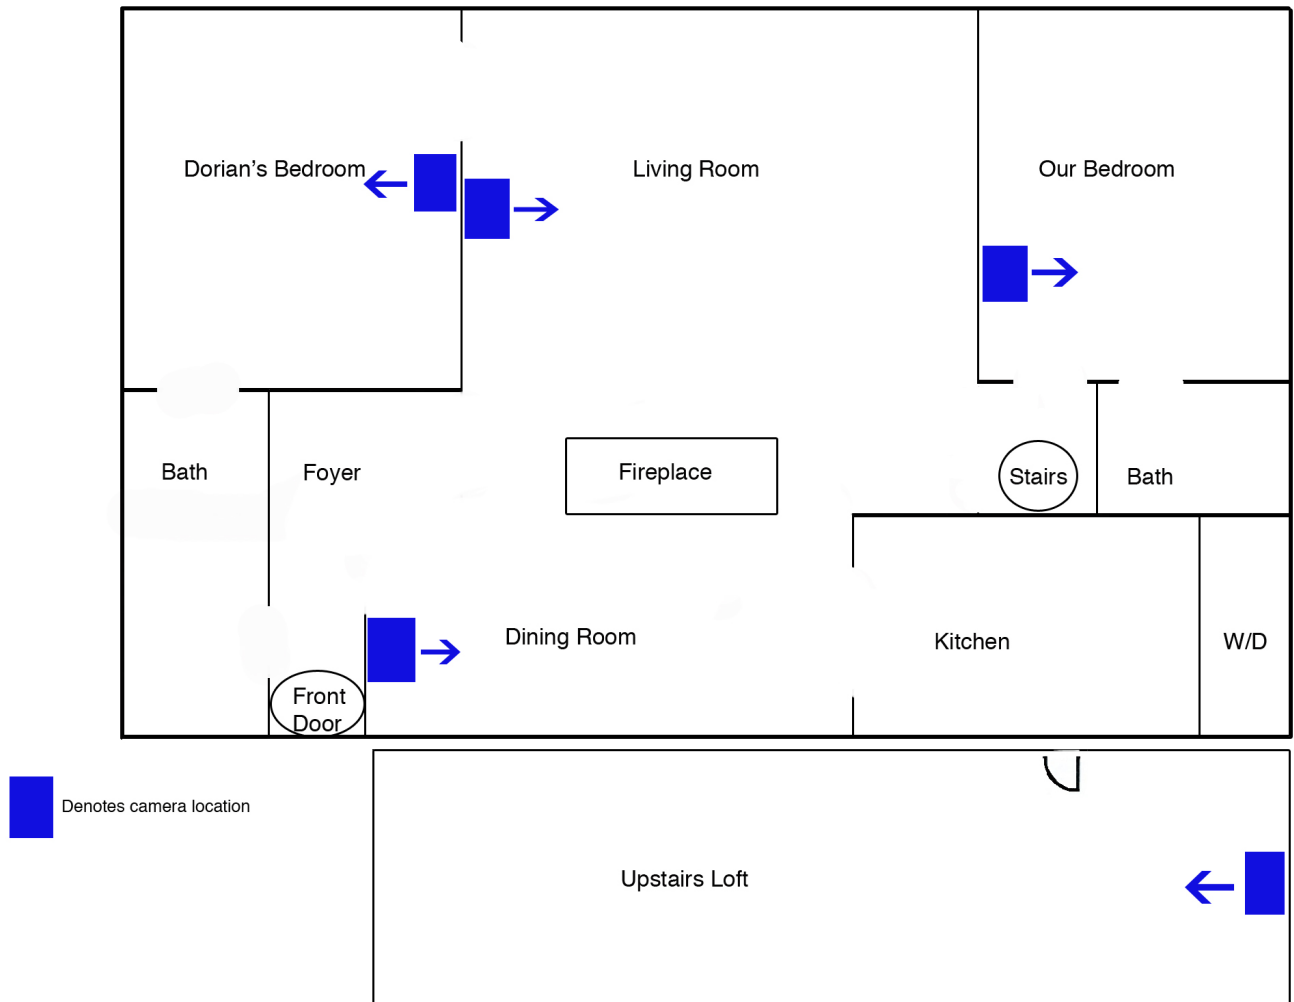 Dorian’s Bedroom
Living Room
Our Bedroom
Bath
Foyer
Fireplace
Stairs
Bath
Dining Room
Kitchen
W/D
Front
Door
Denotes camera location
Upstairs Loft